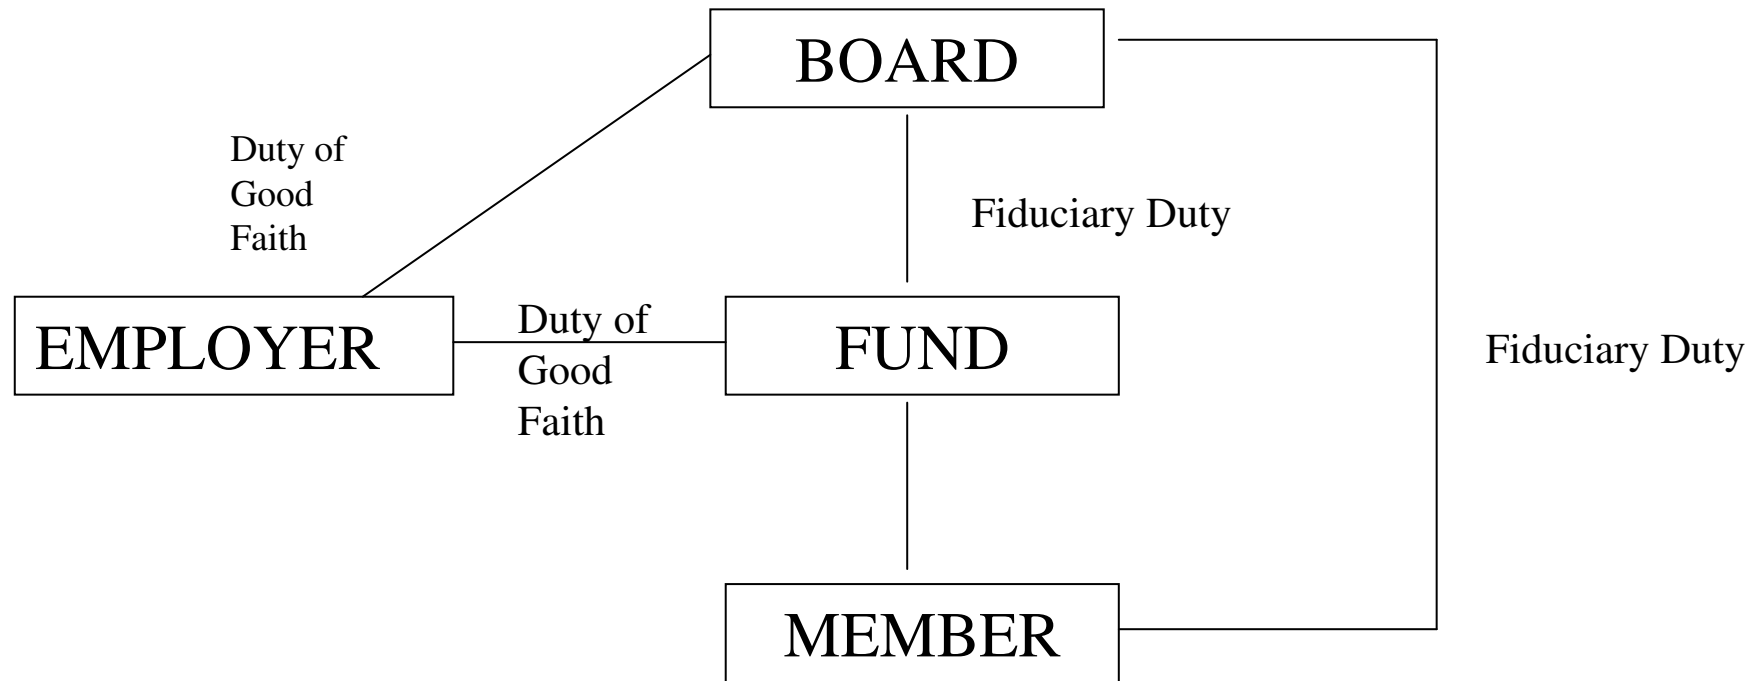 BOARD
Duty of
Good
Faith
Fiduciary Duty
EMPLOYER
Duty of
Good
Faith
FUND
Fiduciary Duty
MEMBER